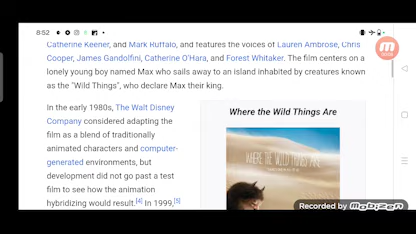 8:52
Catherine Keener, and Mark Ruffalo, and features the voices of Lauren Ambrose, Chris
Cooper, James Gandolfini, Catherine O'Hara, and Forest Whitaker. The film centers on a
lonely young boy named Max who sails away to an island inhabited by creatures known
as the "Wild Things", who declare Max their king.
In the early 1980s, The Walt Disney
Company considered adapting the
film as a blend of traditionally
animated characters and computer-
generated environments, but
development did not go past a test
film to see how the animation
hybridizing would result.[4] In 1999,[5]
Where the Wild Things Are
WHERE THE WILD THINGS ARE
Recorded by Mobizen